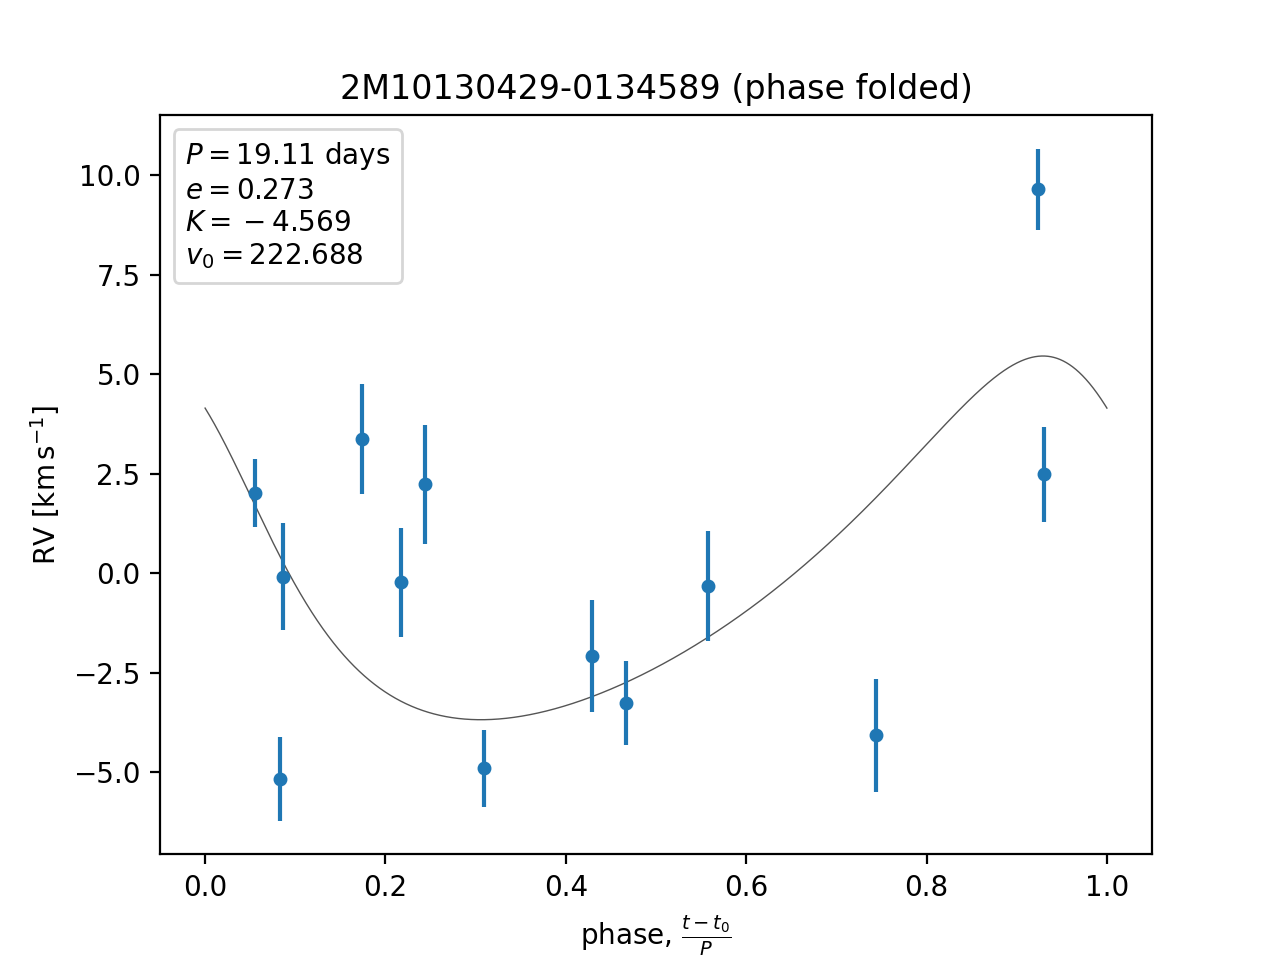 2M10130429-0134589 (phase folded)
P = 19.11 days
e = 0.273
K = −4.569
v₀ = 222.688
10.0
7.5
5.0
2.5
0.0
−2.5
−5.0
RV [km s⁻¹]
0.0 0.2 0.4 0.6 0.8 1.0
phase, (t − t₀)/P